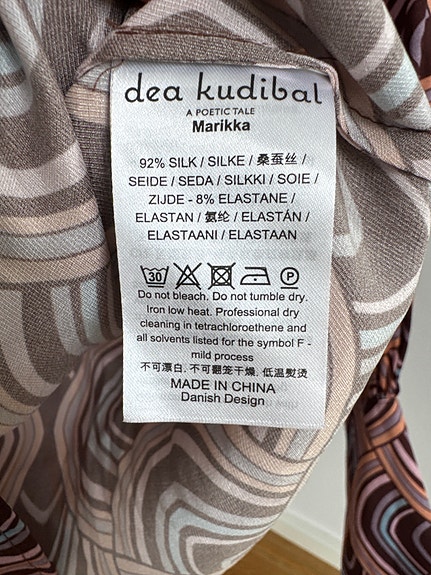 dea kudibal
A POETIC TALE
Marikka
92% SILK / SILKE / 桑蚕丝 /
SEIDE / SEDA / SILKKI / SOIE /
ZIJDE - 8% ELASTANE /
ELASTAN / 氨纶 / ELASTÁN /
ELASTAANI / ELASTAAN
30 P
Do not bleach. Do not tumble dry.
Iron low heat. Professional dry
cleaning in tetrachloroethene and
all solvents listed for the symbol F -
mild process
不可漂白, 不可翻笼干燥, 低温熨烫
MADE IN CHINA
Danish Design